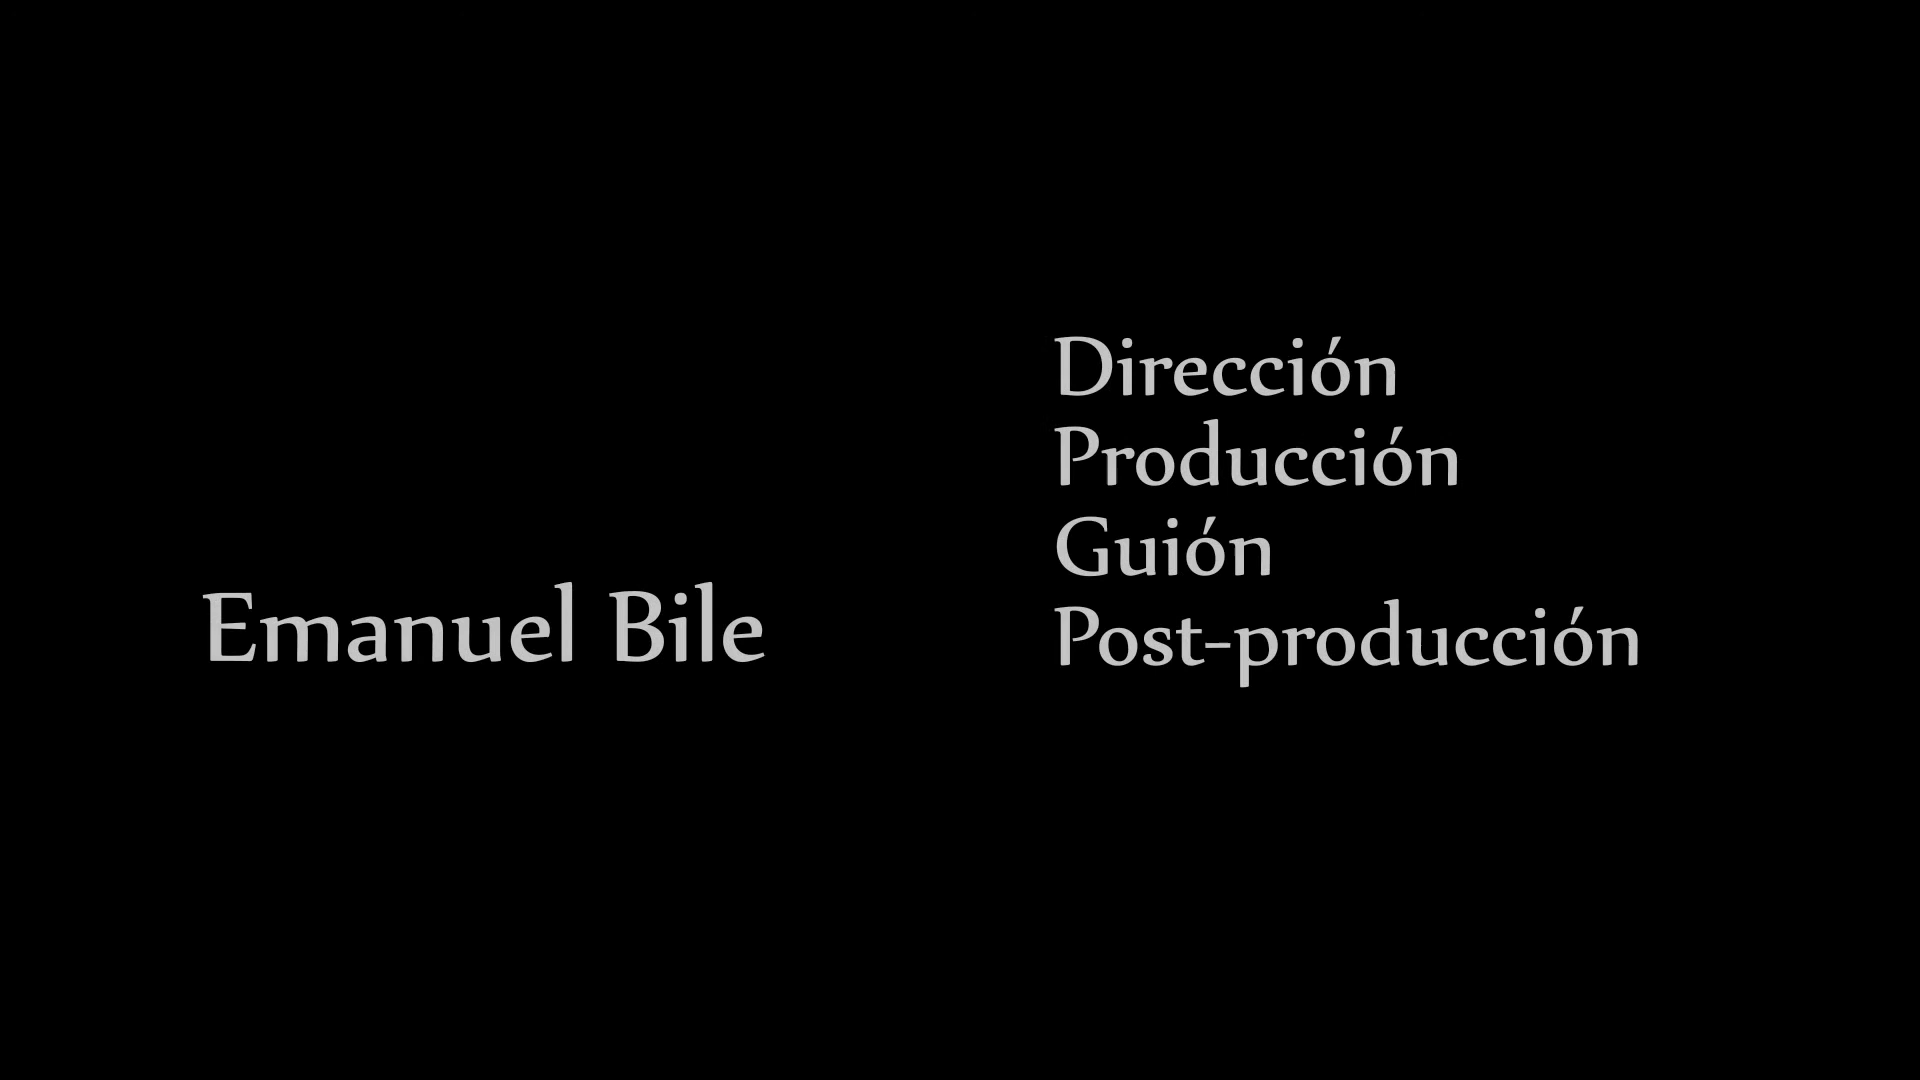 Emanuel Bile
Dirección
Producción
Guión
Post-producción